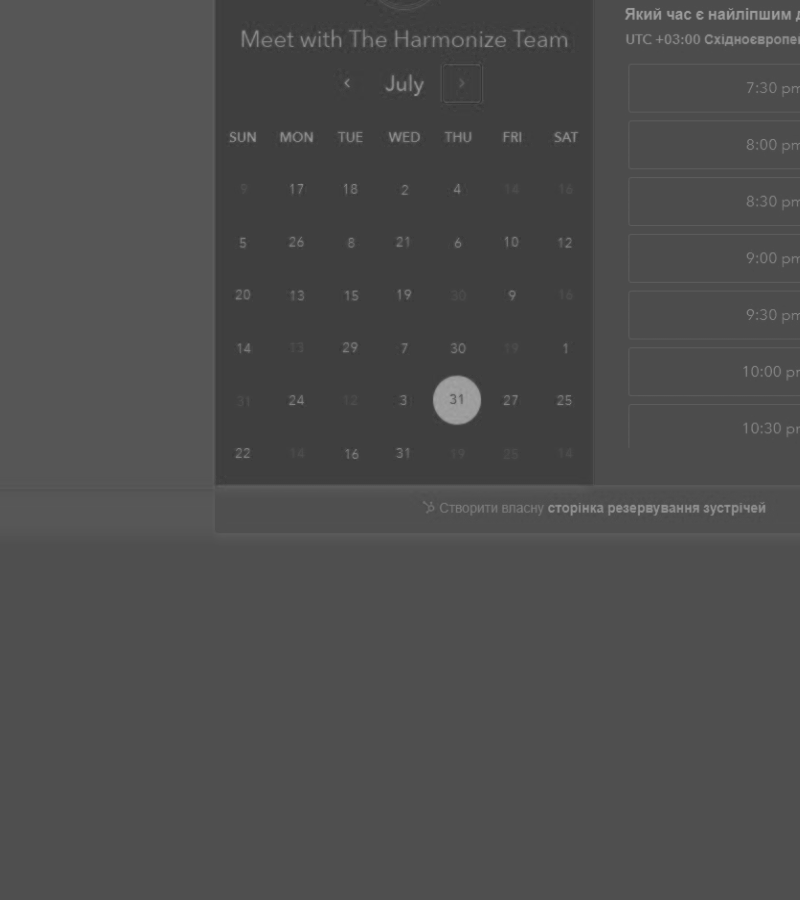 Meet with The Harmonize Team
July
SUN MON TUE WED THU FRI SAT
9 17 18 2 4 14 16
5 26 8 21 6 10 12
20 13 15 19 30 9 16
14 13 29 7 30 19 1
31 24 12 3 31 27 25
22 14 16 31 19 25 14
Який час є найліпшим
UTC +03:00
7:30 pm
8:00 pm
8:30 pm
9:00 pm
9:30 pm
10:00 pm
10:30 pm
Створити власну сторінка резервування зустрічей